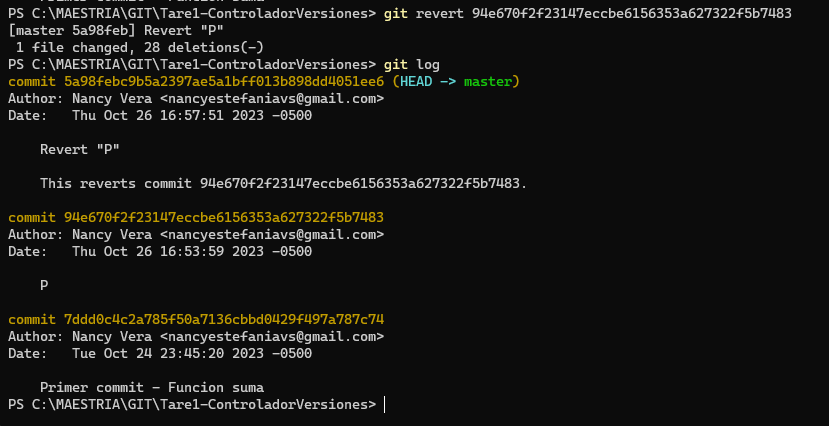 Primer commit - Funcion suma
PS C:\MAESTRIA\GIT\Tare1-ControladorVersiones> git revert 94e670f2f23147eccbe6156353a627322f5b7483
[master 5a98feb] Revert "P"
 1 file changed, 28 deletions(-)
PS C:\MAESTRIA\GIT\Tare1-ControladorVersiones> git log
commit 5a98febc9b5a2397ae5a1bff013b898dd4051ee6 (HEAD -> master)
Author: Nancy Vera <nancyestefaniavs@gmail.com>
Date:   Thu Oct 26 16:57:51 2023 -0500

    Revert "P"

    This reverts commit 94e670f2f23147eccbe6156353a627322f5b7483.

commit 94e670f2f23147eccbe6156353a627322f5b7483
Author: Nancy Vera <nancyestefaniavs@gmail.com>
Date:   Thu Oct 26 16:53:59 2023 -0500

    P

commit 7ddd0c4c2a785f50a7136cbbd0429f497a787c74
Author: Nancy Vera <nancyestefaniavs@gmail.com>
Date:   Tue Oct 24 23:45:20 2023 -0500

    Primer commit - Funcion suma
PS C:\MAESTRIA\GIT\Tare1-ControladorVersiones>